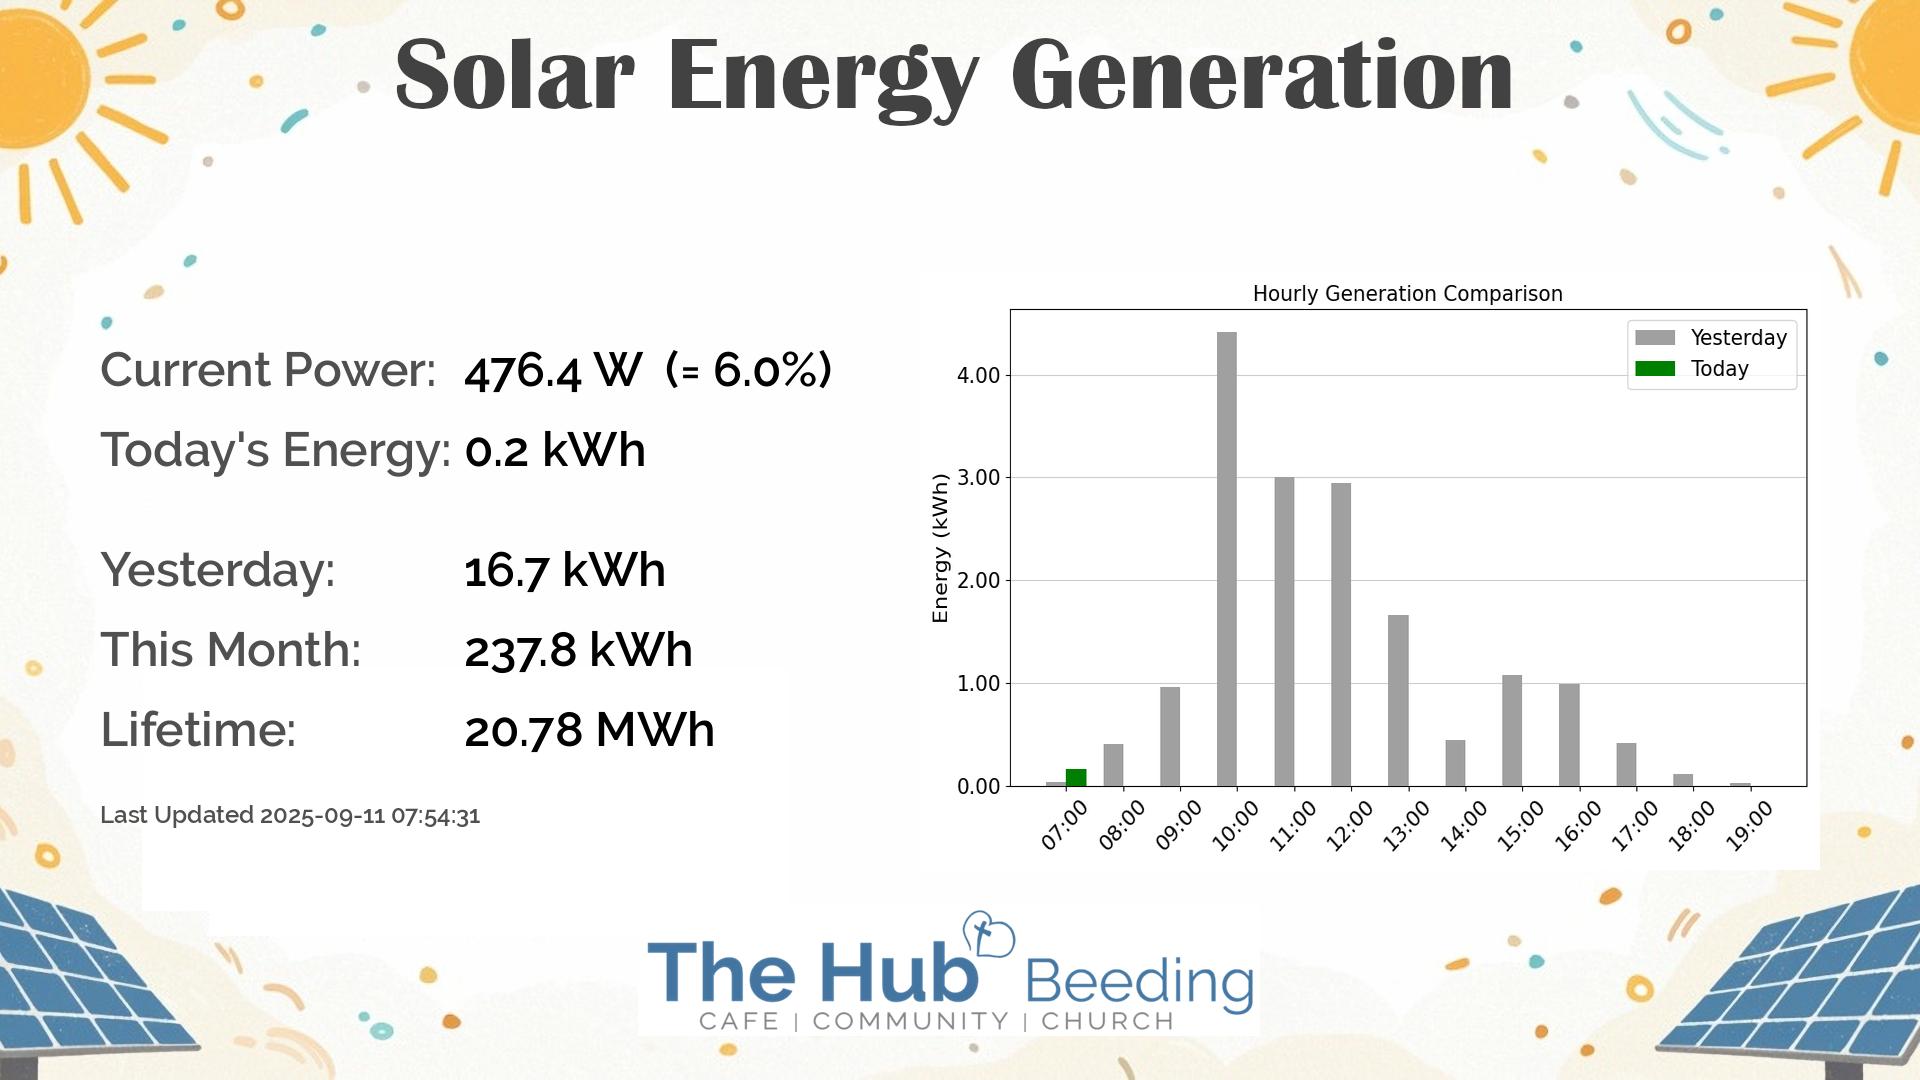 Solar Energy Generation
Current Power: 476.4 W (= 6.0%)
Today's Energy: 0.2 kWh
Yesterday: 16.7 kWh
This Month: 237.8 kWh
Lifetime: 20.78 MWh
Last Updated 2025-09-11 07:54:31
Hourly Generation Comparison
Yesterday
Today
Energy (kWh)
4.00
3.00
2.00
1.00
0.00
07:00 08:00 09:00 10:00 11:00 12:00 13:00 14:00 15:00 16:00 17:00 18:00 19:00
The Hub Beeding
CAFE | COMMUNITY | CHURCH